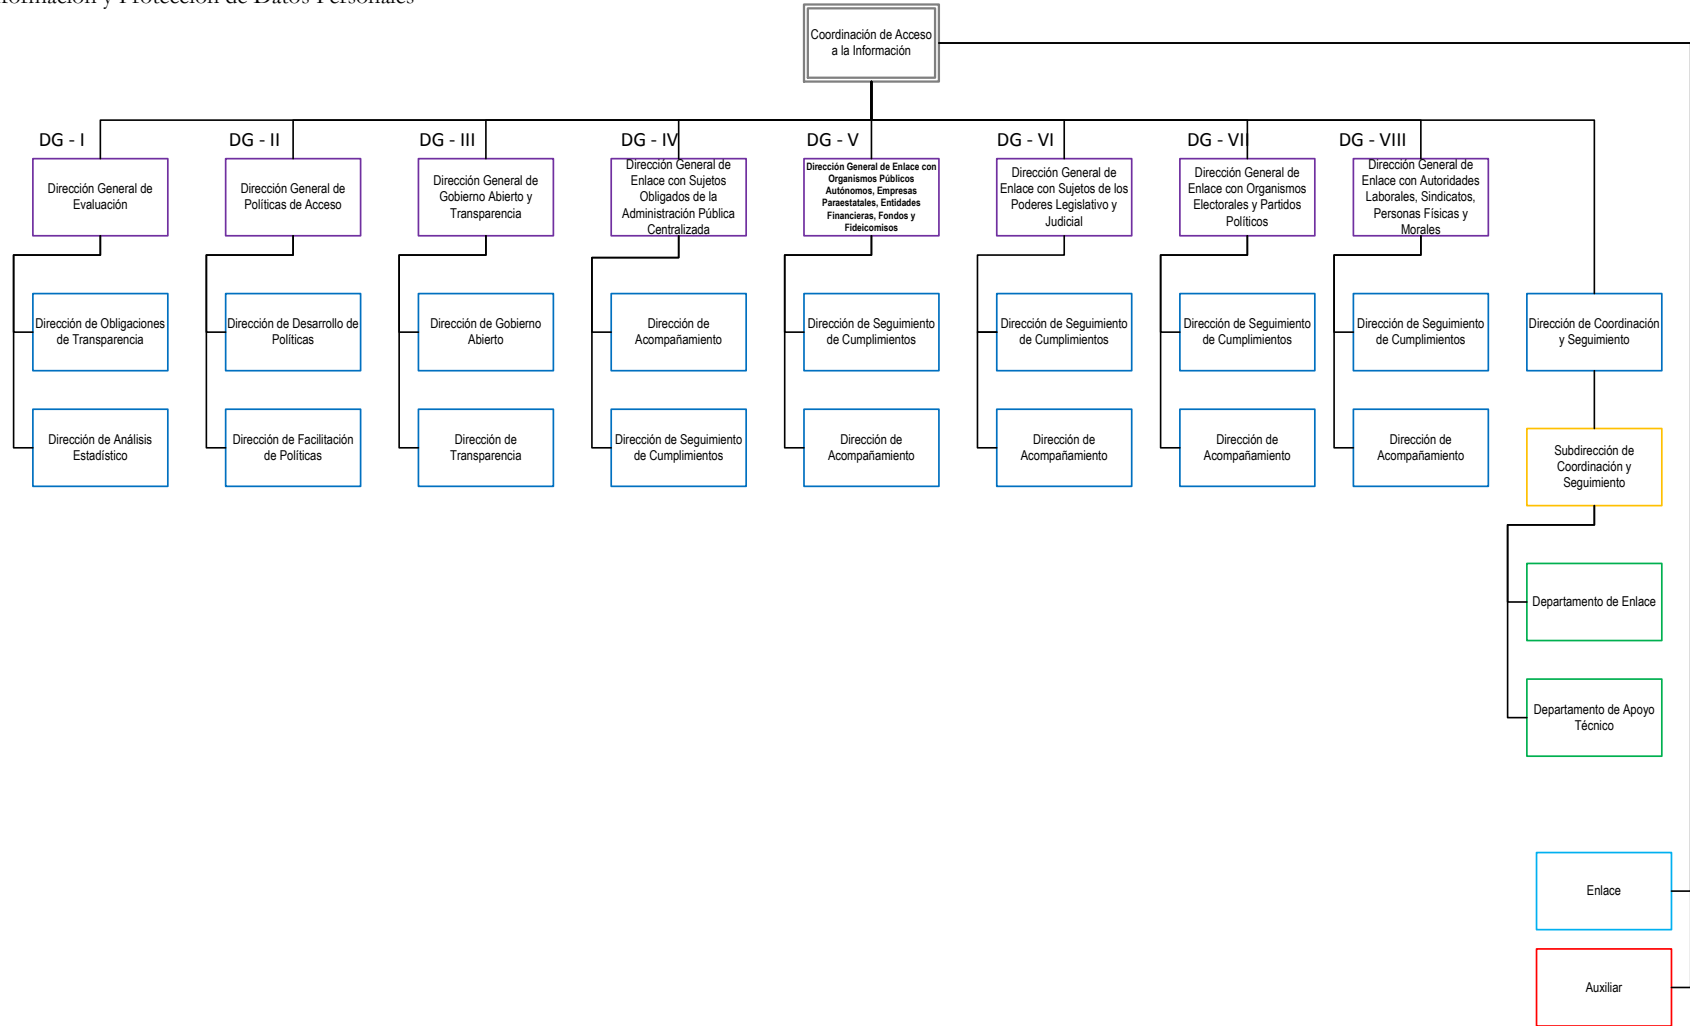 formación y Protección de Datos Personales
Coordinación de Acceso
a la Información
DG - I
DG - II
DG - III
DG - IV
DG - V
DG - VI
DG - VII
DG - VIII
Dirección General de
Evaluación
Dirección General de
Políticas de Acceso
Dirección General de
Gobierno Abierto y
Transparencia
Dirección General de
Enlace con Sujetos
Obligados de la
Administración Pública
Centralizada
Dirección General de Enlace con
Organismos Públicos
Autónomos, Empresas
Paraestatales, Entidades
Financieras, Fondos y
Fideicomisos
Dirección General de
Enlace con Sujetos de los
Poderes Legislativo y
Judicial
Dirección General de
Enlace con Organismos
Electorales y Partidos
Políticos
Dirección General de
Enlace con Autoridades
Laborales, Sindicatos,
Personas Físicas y
Morales
Dirección de Obligaciones
de Transparencia
Dirección de Desarrollo de
Políticas
Dirección de Gobierno
Abierto
Dirección de
Acompañamiento
Dirección de Seguimiento
de Cumplimientos
Dirección de Seguimiento
de Cumplimientos
Dirección de Seguimiento
de Cumplimientos
Dirección de Seguimiento
de Cumplimientos
Dirección de Coordinación
y Seguimiento
Dirección de Análisis
Estadístico
Dirección de Facilitación
de Políticas
Dirección de
Transparencia
Dirección de Seguimiento
de Cumplimientos
Dirección de
Acompañamiento
Dirección de
Acompañamiento
Dirección de
Acompañamiento
Dirección de
Acompañamiento
Subdirección de
Coordinación y
Seguimiento
Departamento de Enlace
Departamento de Apoyo
Técnico
Enlace
Auxiliar